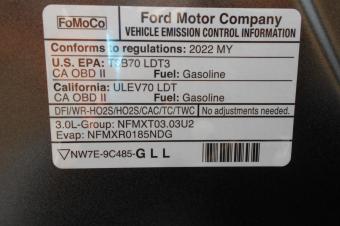 FoMoCo
Ford Motor Company
VEHICLE EMISSION CONTROL INFORMATION
Conforms to regulations: 2022 MY
U.S. EPA: T3B70 LDT3
CA OBD II Fuel: Gasoline
California: ULEV70 LDT
CA OBD II Fuel: Gasoline
DFI/WR-HO2S/HO2S/CAC/TC/TWC No adjustments needed.
3.0L-Group: NFMXT03.03U2
Evap: NFMXR0185NDG
NW7E-9C485-GLL